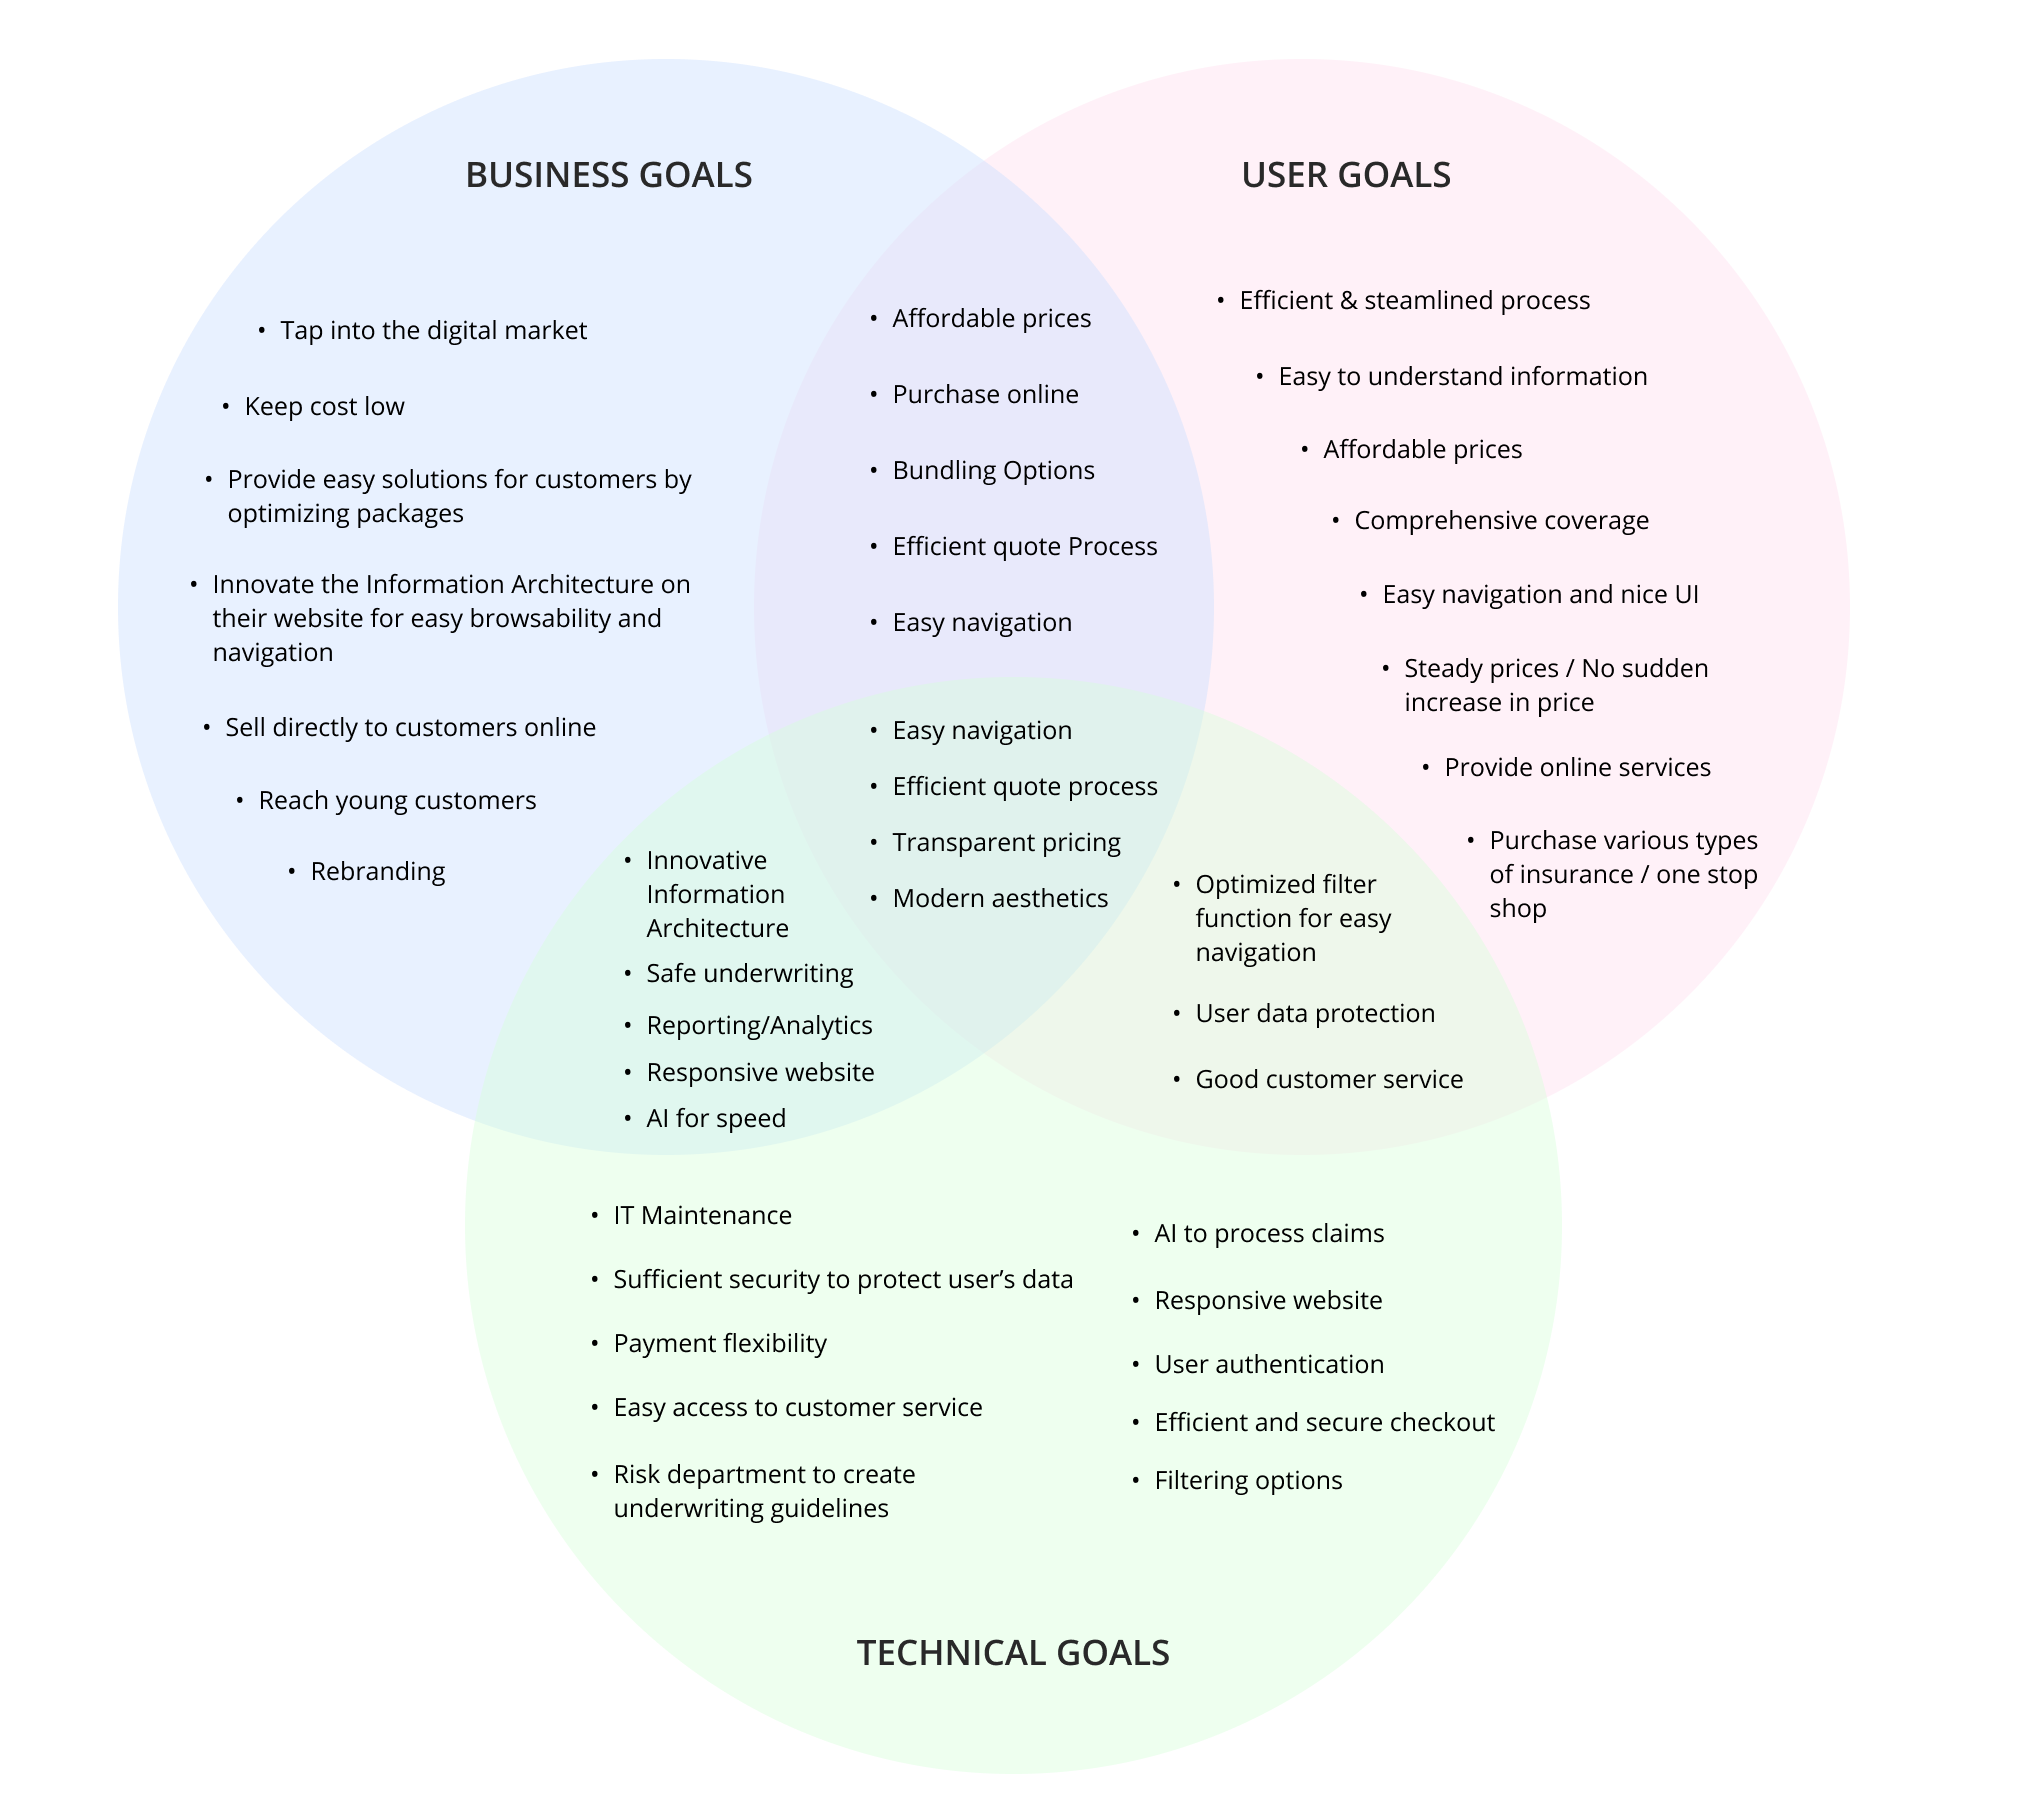 BUSINESS GOALS
• Tap into the digital market
• Keep cost low
• Provide easy solutions for customers by
optimizing packages
• Innovate the Information Architecture on
their website for easy browsability and
navigation
• Sell directly to customers online
• Reach young customers
• Rebranding
• Affordable prices
• Purchase online
• Bundling Options
• Efficient quote Process
• Easy navigation
USER GOALS
• Efficient & steamlined process
• Easy to understand information
• Affordable prices
• Comprehensive coverage
• Easy navigation and nice UI
• Steady prices / No sudden
increase in price
• Provide online services
• Purchase various types
of insurance / one stop
shop
• Easy navigation
• Efficient quote process
• Transparent pricing
• Modern aesthetics
• Innovative
Information
Architecture
• Safe underwriting
• Reporting/Analytics
• Responsive website
• AI for speed
• Optimized filter
function for easy
navigation
• User data protection
• Good customer service
• IT Maintenance
• Sufficient security to protect user’s data
• Payment flexibility
• Easy access to customer service
• Risk department to create
underwriting guidelines
• AI to process claims
• Responsive website
• User authentication
• Efficient and secure checkout
• Filtering options
TECHNICAL GOALS